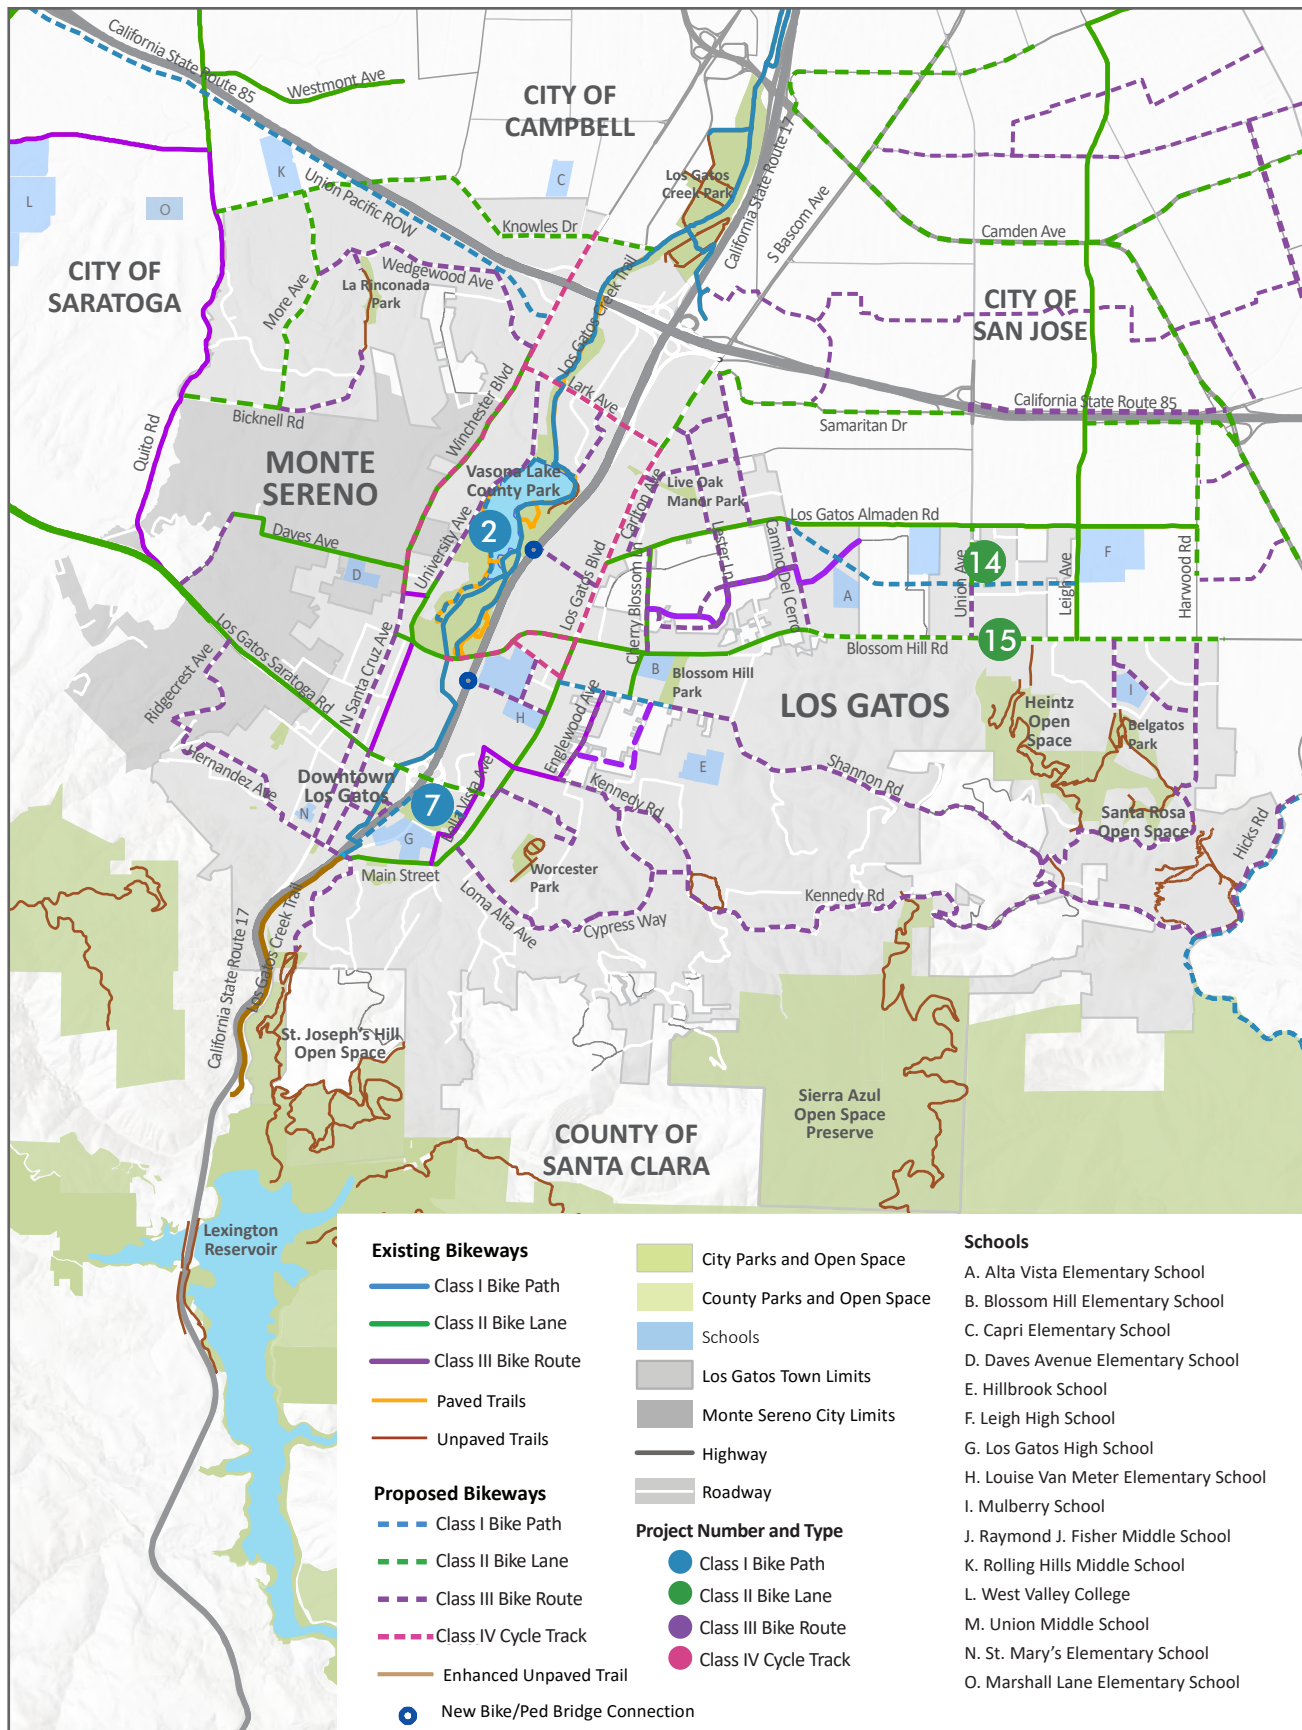 California State Route 85
Westmont Ave
CITY OF
CAMPBELL
Los Gatos
Creek Park
California State Route 17
S Bascom Ave
K
L
O
C
Union Pacific ROW
Knowles Dr
Camden Ave
CITY OF
SARATOGA
More Ave
Wedgewood Ave
La Rinconada
Park
Los Gatos Creek Trail
CITY OF
SAN JOSE
Winchester Blvd
Lark Ave
California State Route 85
Quito Rd
Bicknell Rd
Samaritan Dr
MONTE
SERENO
Vasona Lake
County Park
Live Oak
Manor Park
Carlton Ave
Los Gatos Almaden Rd
University Ave
2
Daves Ave
D
Lester Ln
Camino Del Cerro
Union Ave
14
Leigh Ave
F
Harwood Rd
A
Los Gatos Blvd
Cherry Blossom Ln
15
Blossom Hill Rd
Los Gatos Saratoga Rd
N Santa Cruz Ave
Ridgecrest Ave
B
Blossom Hill
Park
LOS GATOS
Heintz
Open
Space
I
Belgatos
Park
H
Englewood Ave
E
Hernandez Ave
Downtown
Los Gatos
Shannon Rd
Kennedy Rd
N
7
Bella Vista Ave
G
Santa Rosa
Open Space
Hicks Rd
Main Street
Worcester
Park
Loma Alta Ave
Cypress Way
Kennedy Rd
California State Route 17
Los Gatos Creek Trail
St. Joseph's Hill
Open Space
Sierra Azul
Open Space
Preserve
COUNTY OF
SANTA CLARA
Lexington
Reservoir
Existing Bikeways
Class I Bike Path
Class II Bike Lane
Class III Bike Route
Paved Trails
Unpaved Trails
Proposed Bikeways
Class I Bike Path
Class II Bike Lane
Class III Bike Route
Class IV Cycle Track
Enhanced Unpaved Trail
New Bike/Ped Bridge Connection
City Parks and Open Space
County Parks and Open Space
Schools
Los Gatos Town Limits
Monte Sereno City Limits
Highway
Roadway
Project Number and Type
Class I Bike Path
Class II Bike Lane
Class III Bike Route
Class IV Cycle Track
Schools
A. Alta Vista Elementary School
B. Blossom Hill Elementary School
C. Capri Elementary School
D. Daves Avenue Elementary School
E. Hillbrook School
F. Leigh High School
G. Los Gatos High School
H. Louise Van Meter Elementary School
I. Mulberry School
J. Raymond J. Fisher Middle School
K. Rolling Hills Middle School
L. West Valley College
M. Union Middle School
N. St. Mary's Elementary School
O. Marshall Lane Elementary School